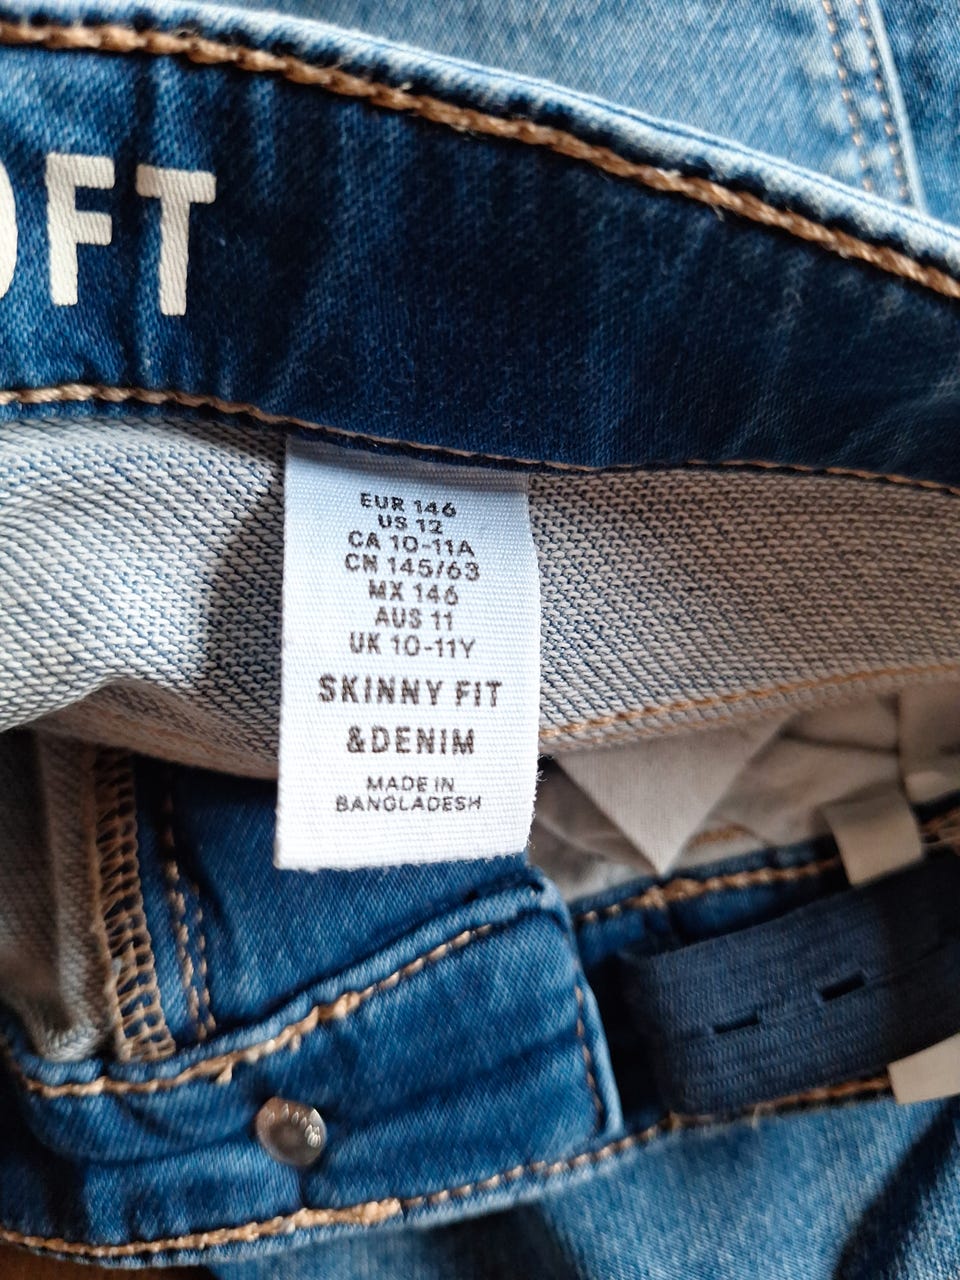 OFT
EUR 146
US 12
CA 10-11A
CN 145/63
MX 146
AUS 11
UK 10-11Y
SKINNY FIT
&DENIM
MADE IN
BANGLADESH